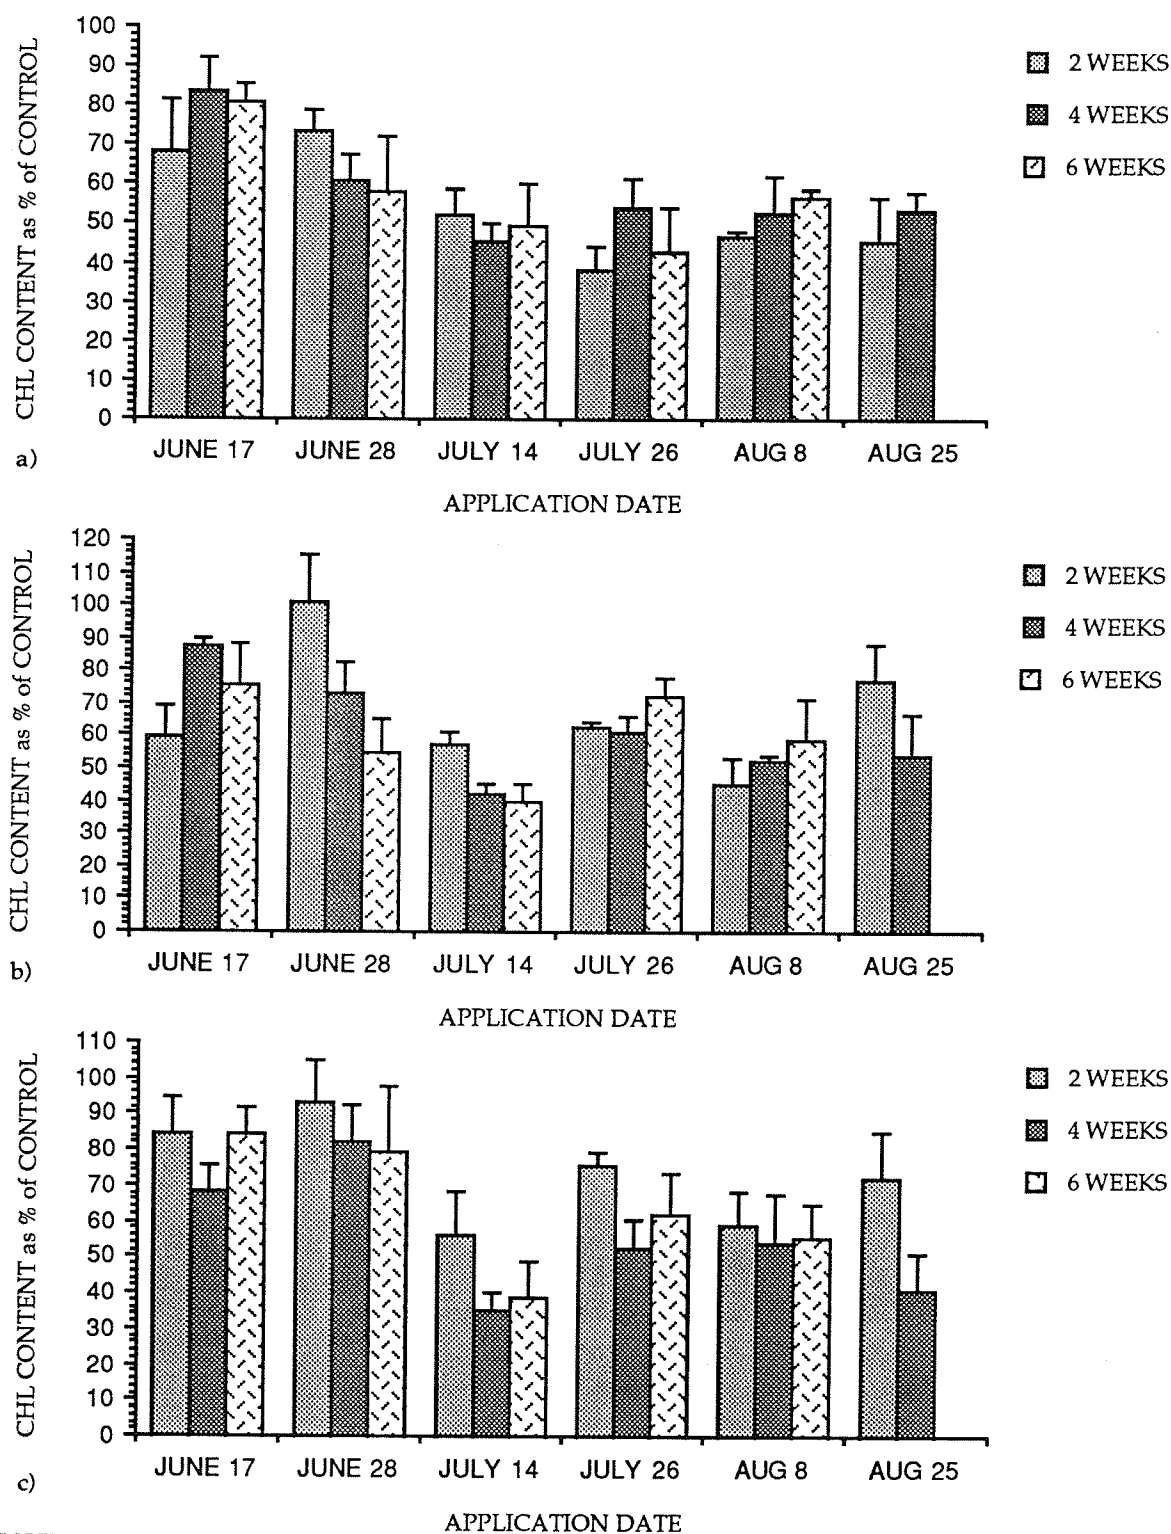 CHL CONTENT as % of CONTROL
100
90
80
70
60
50
40
30
20
10
0
2 WEEKS
4 WEEKS
6 WEEKS
JUNE 17 JUNE 28 JULY 14 JULY 26 AUG 8 AUG 25
a)
APPLICATION DATE
CHL CONTENT as % of CONTROL
120
110
100
90
80
70
60
50
40
30
20
10
0
2 WEEKS
4 WEEKS
6 WEEKS
JUNE 17 JUNE 28 JULY 14 JULY 26 AUG 8 AUG 25
b)
APPLICATION DATE
CHL CONTENT as % of CONTROL
110
100
90
80
70
60
50
40
30
20
10
0
2 WEEKS
4 WEEKS
6 WEEKS
JUNE 17 JUNE 28 JULY 14 JULY 26 AUG 8 AUG 25
c)
APPLICATION DATE